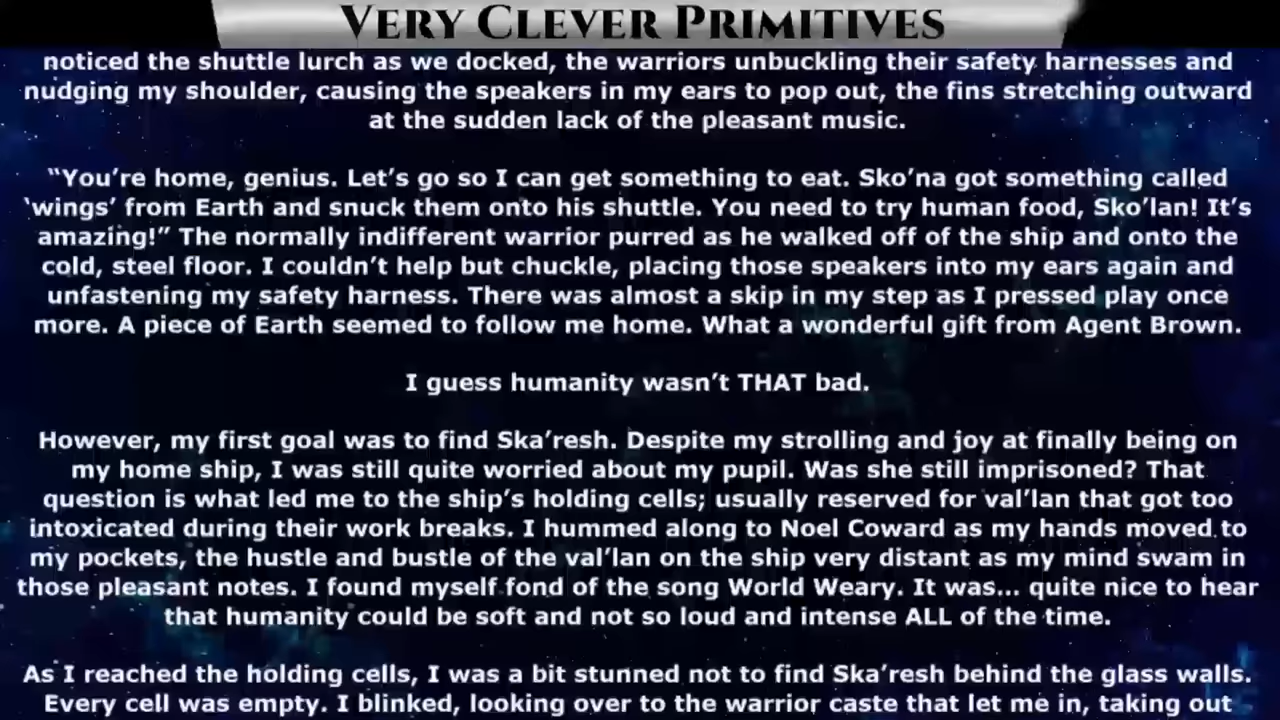 VERY CLEVER PRIMITIVES
noticed the shuttle lurch as we docked, the warriors unbuckling their safety harnesses and
nudging my shoulder, causing the speakers in my ears to pop out, the fins stretching outward
at the sudden lack of the pleasant music.
“You’re home, genius. Let’s go so I can get something to eat. Sko’na got something called
‘wings’ from Earth and snuck them onto his shuttle. You need to try human food, Sko’lan! It’s
amazing!” The normally indifferent warrior purred as he walked off of the ship and onto the
cold, steel floor. I couldn’t help but chuckle, placing those speakers into my ears again and
unfastening my safety harness. There was almost a skip in my step as I pressed play once
more. A piece of Earth seemed to follow me home. What a wonderful gift from Agent Brown.
I guess humanity wasn’t THAT bad.
However, my first goal was to find Ska’resh. Despite my strolling and joy at finally being on
my home ship, I was still quite worried about my pupil. Was she still imprisoned? That
question is what led me to the ship’s holding cells; usually reserved for val’lan that got too
intoxicated during their work breaks. I hummed along to Noel Coward as my hands moved to
my pockets, the hustle and bustle of the val’lan on the ship very distant as my mind swam in
those pleasant notes. I found myself fond of the song World Weary. It was... quite nice to hear
that humanity could be soft and not so loud and intense ALL of the time.
As I reached the holding cells, I was a bit stunned not to find Ska’resh behind the glass walls.
Every cell was empty. I blinked, looking over to the warrior caste that let me in, taking out